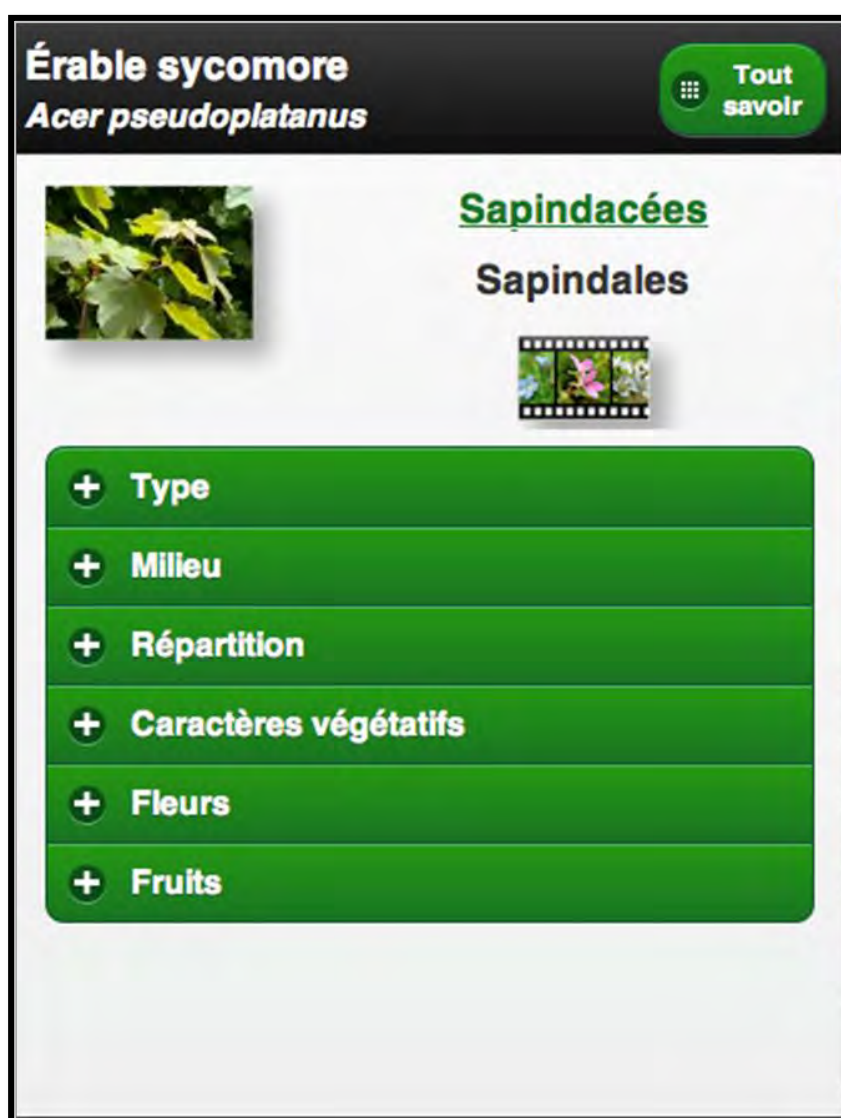 Érable sycomore
Acer pseudoplatanus
Tout
savoir
Sapindacées
Sapindales
Type
Milieu
Répartition
Caractères végétatifs
Fleurs
Fruits